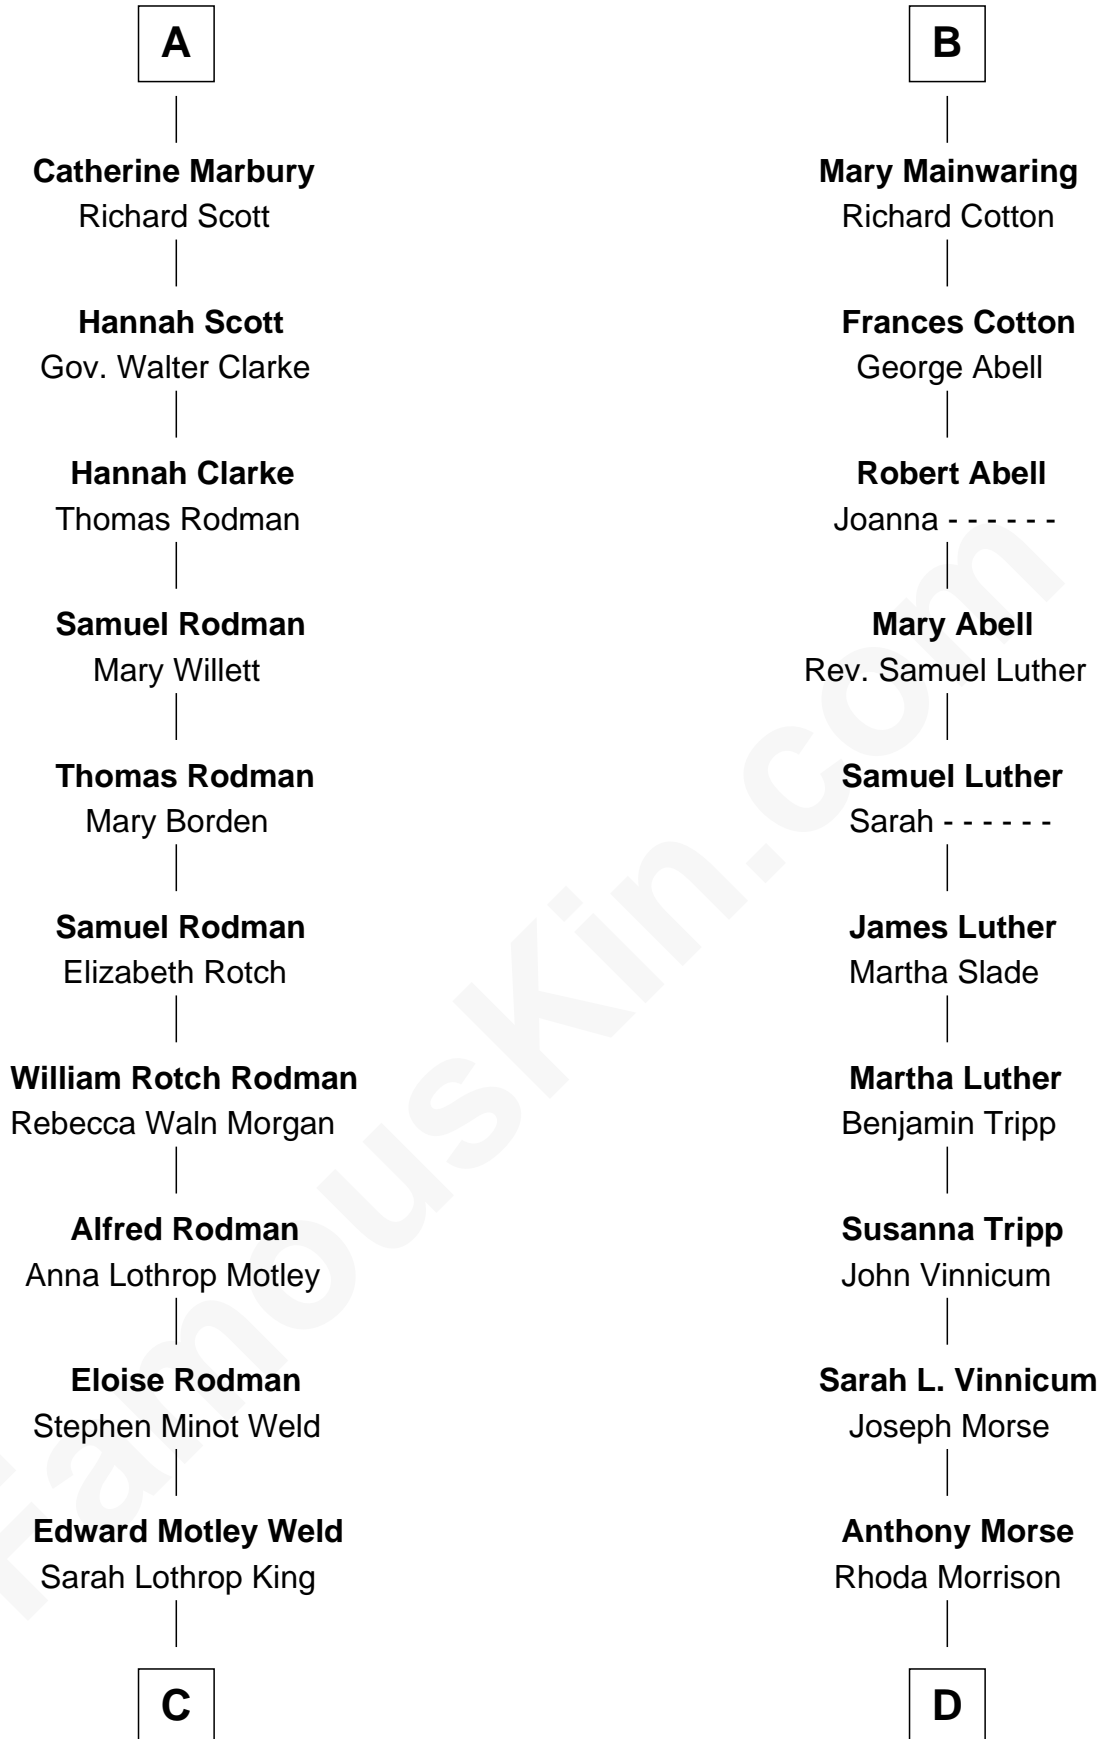 A
Catherine Marbury
Richard Scott
Hannah Scott
Gov. Walter Clarke
Hannah Clarke
Thomas Rodman
Samuel Rodman
Mary Willett
Thomas Rodman
Mary Borden
Samuel Rodman
Elizabeth Rotch
William Rotch Rodman
Rebecca Waln Morgan
Alfred Rodman
Anna Lothrop Motley
Eloise Rodman
Stephen Minot Weld
Edward Motley Weld
Sarah Lothrop King
C
B
Mary Mainwaring
Richard Cotton
Frances Cotton
George Abell
Robert Abell
Joanna - - - - - -
Mary Abell
Rev. Samuel Luther
Samuel Luther
Sarah - - - - - -
James Luther
Martha Slade
Martha Luther
Benjamin Tripp
Susanna Tripp
John Vinnicum
Sarah L. Vinnicum
Joseph Morse
Anthony Morse
Rhoda Morrison
D
FamousKin.com